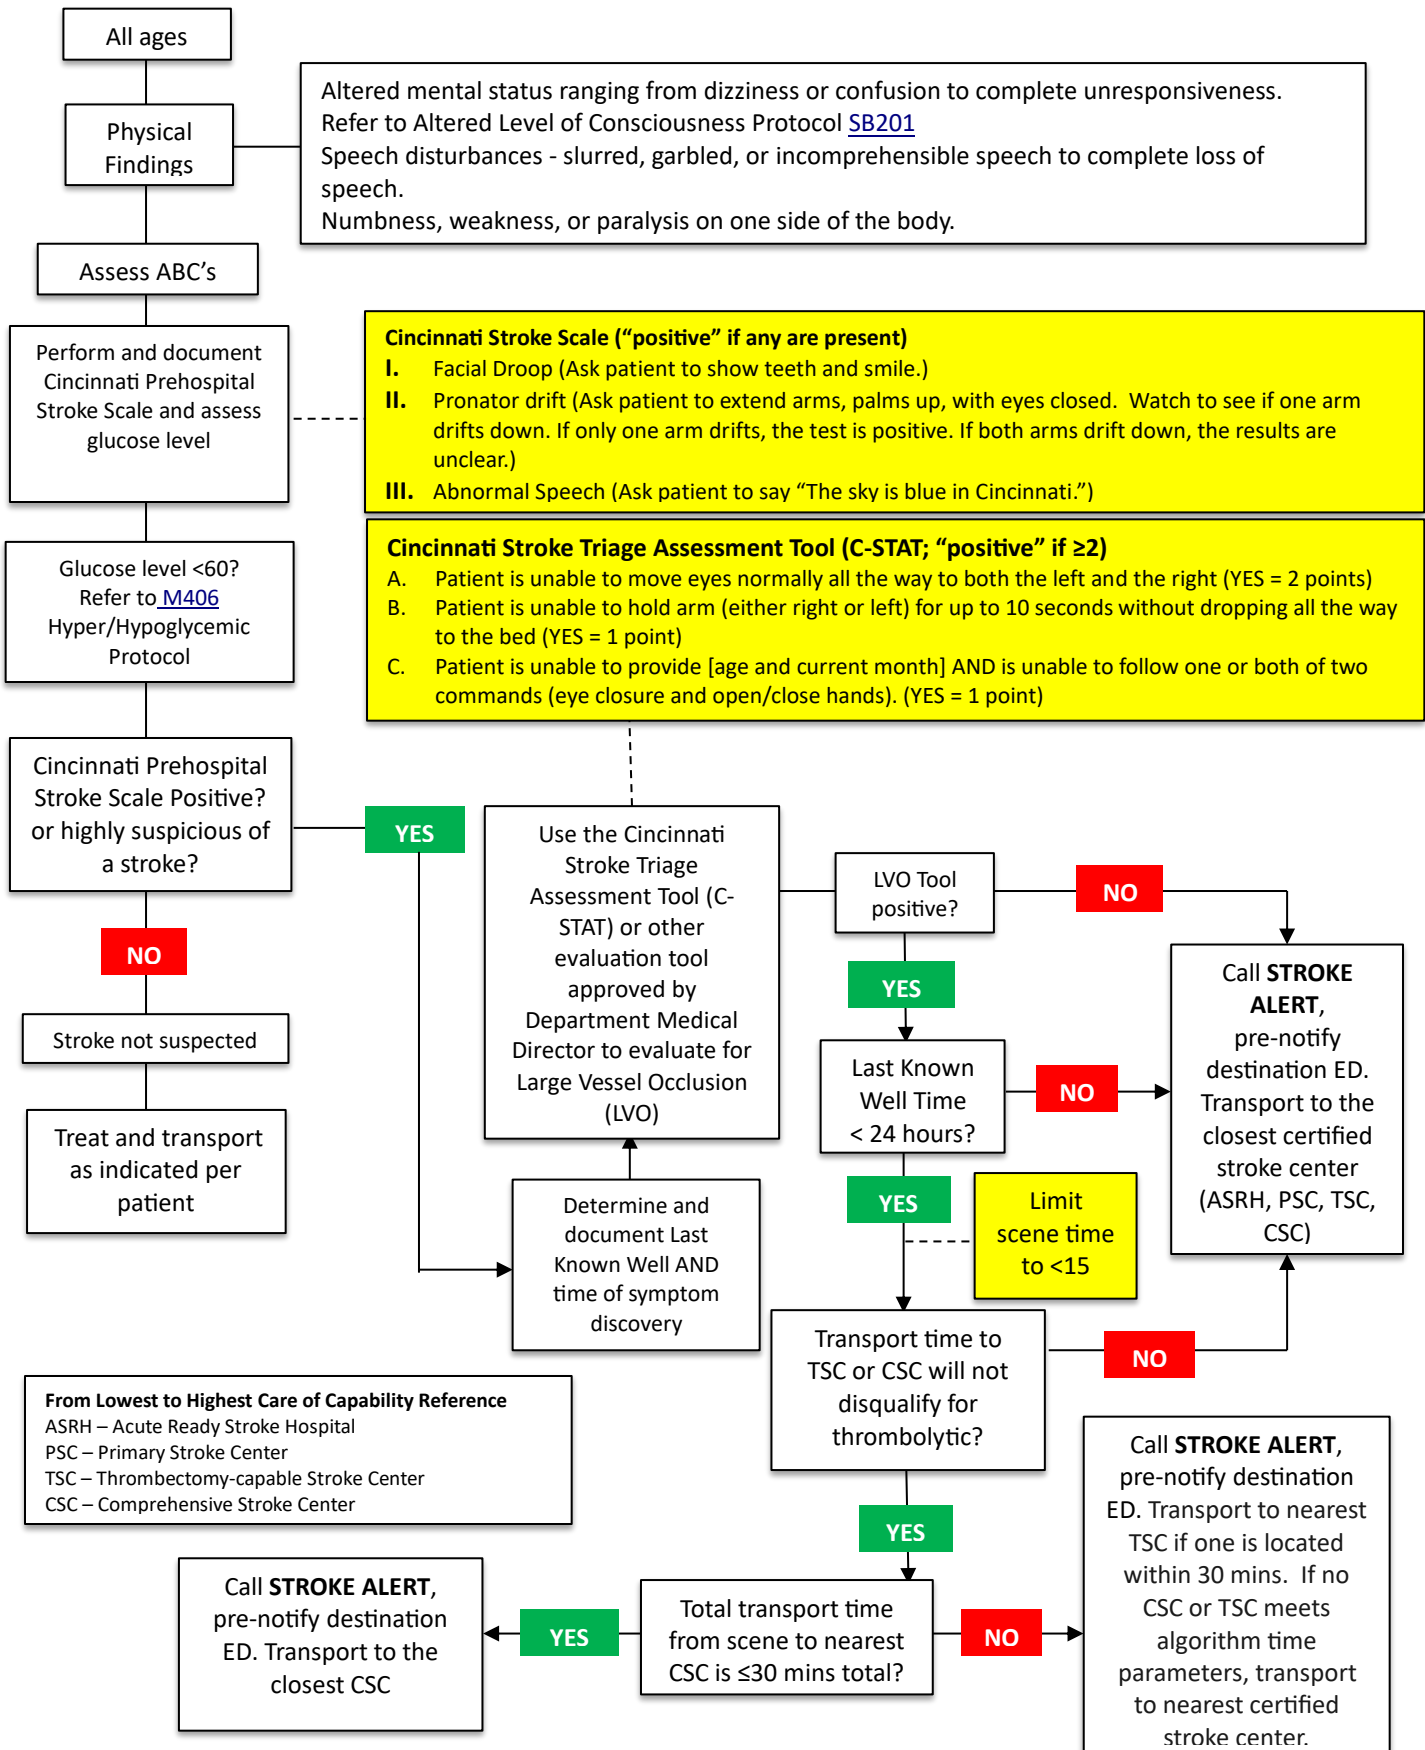 All ages
Physical
Findings
Altered mental status ranging from dizziness or confusion to complete unresponsiveness.
Refer to Altered Level of Consciousness Protocol SB201
Speech disturbances - slurred, garbled, or incomprehensible speech to complete loss of
speech.
Numbness, weakness, or paralysis on one side of the body.
Assess ABC’s
Perform and document
Cincinnati Prehospital
Stroke Scale and assess
glucose level
Cincinnati Stroke Scale (“positive” if any are present)
I. Facial Droop (Ask patient to show teeth and smile.)
II. Pronator drift (Ask patient to extend arms, palms up, with eyes closed. Watch to see if one arm
drifts down. If only one arm drifts, the test is positive. If both arms drift down, the results are
unclear.)
III. Abnormal Speech (Ask patient to say “The sky is blue in Cincinnati.”)
Glucose level <60?
Refer to M406
Hyper/Hypoglycemic
Protocol
Cincinnati Stroke Triage Assessment Tool (C-STAT; “positive” if ≥2)
A. Patient is unable to move eyes normally all the way to both the left and the right (YES = 2 points)
B. Patient is unable to hold arm (either right or left) for up to 10 seconds without dropping all the way
to the bed (YES = 1 point)
C. Patient is unable to provide [age and current month] AND is unable to follow one or both of two
commands (eye closure and open/close hands). (YES = 1 point)
Cincinnati Prehospital
Stroke Scale Positive?
or highly suspicious of
a stroke?
YES
NO
Stroke not suspected
Treat and transport
as indicated per
patient
Determine and
document Last
Known Well AND
time of symptom
discovery
Use the Cincinnati
Stroke Triage
Assessment Tool (C-
STAT) or other
evaluation tool
approved by
Department Medical
Director to evaluate for
Large Vessel Occlusion
(LVO)
LVO Tool
positive?
NO
YES
Last Known
Well Time
< 24 hours?
NO
YES
Limit
scene time
to <15
Call STROKE
ALERT,
pre-notify
destination ED.
Transport to the
closest certified
stroke center
(ASRH, PSC, TSC,
CSC)
Transport time to
TSC or CSC will not
disqualify for
thrombolytic?
NO
YES
From Lowest to Highest Care of Capability Reference
ASRH – Acute Ready Stroke Hospital
PSC – Primary Stroke Center
TSC – Thrombectomy-capable Stroke Center
CSC – Comprehensive Stroke Center
Total transport time
from scene to nearest
CSC is ≤30 mins total?
YES
Call STROKE ALERT,
pre-notify destination
ED. Transport to the
closest CSC
NO
Call STROKE ALERT,
pre-notify destination
ED. Transport to nearest
TSC if one is located
within 30 mins. If no
CSC or TSC meets
algorithm time
parameters, transport
to nearest certified
stroke center.